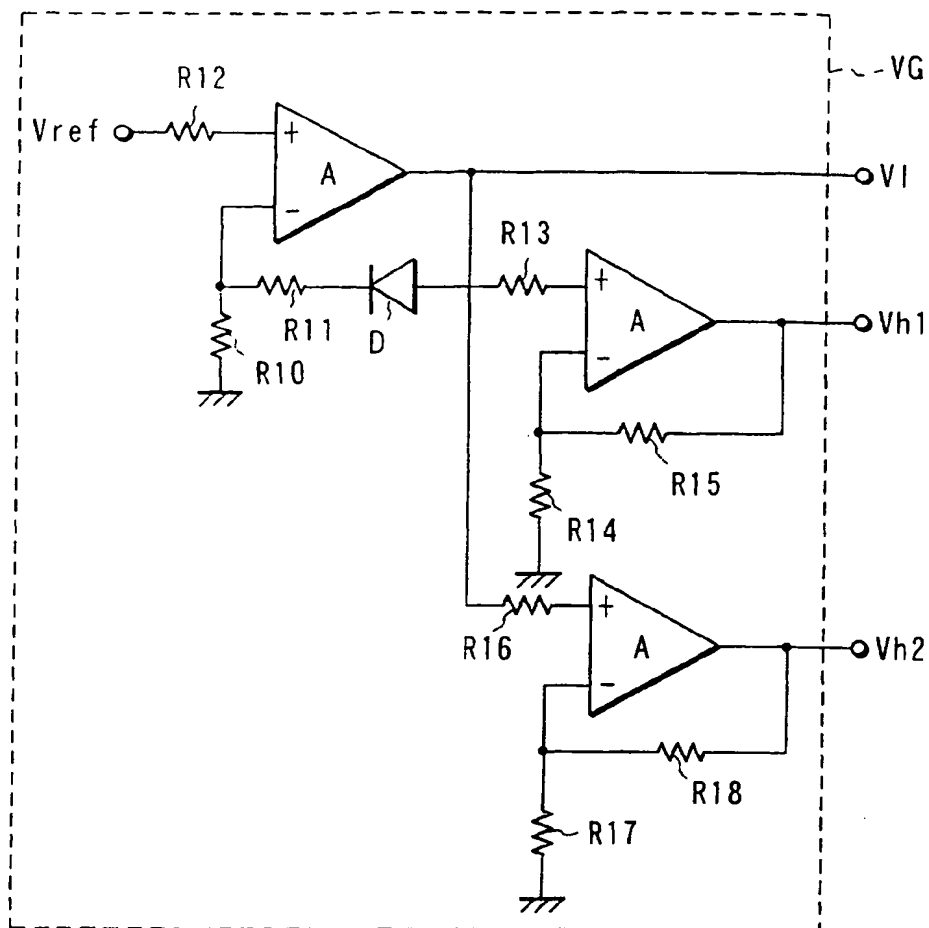 VG
R12
Vref
+
A
-
Vl
R13
+
A
-
Vh1
R11
D
R10
R15
R14
+
A
-
R16
Vh2
R18
R17